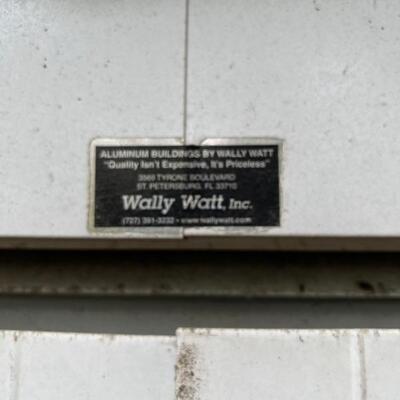 ALUMINUM BUILDINGS BY WALLY WATT
"Quality Isn't Expensive, It's Priceless"
3566 TYRONE BOULEVARD
ST. PETERSBURG, FL 33710
Wally Watt, Inc.
(727) 391-3232 • www.wallywatt.com